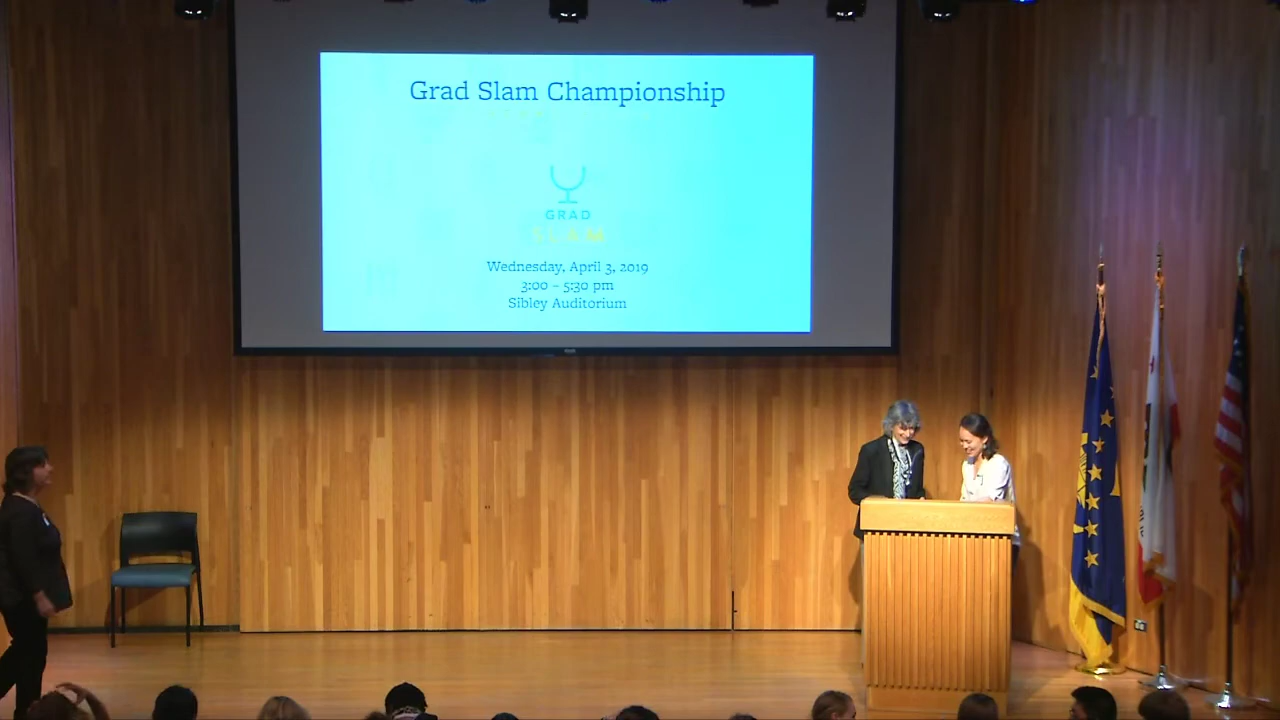 Grad Slam Championship
GRAD
SLAM
Wednesday, April 3, 2019
3:00 – 5:30 pm
Sibley Auditorium